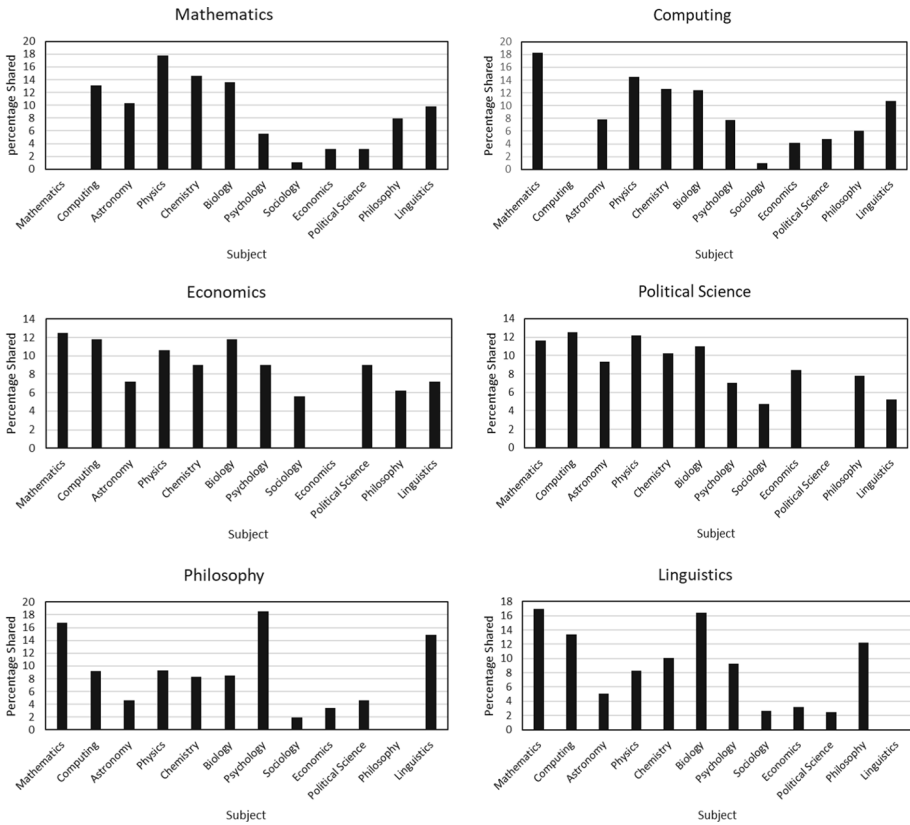 Mathematics
percentage Shared
20
18
16
14
12
10
8
6
4
2
0
Mathematics
Computing
Astronomy
Physics
Chemistry
Biology
Psychology
Sociology
Economics
Political Science
Philosophy
Linguistics
Subject
Computing
Percentage Shared
20
18
16
14
12
10
8
6
4
2
0
Mathematics
Computing
Astronomy
Physics
Chemistry
Biology
Psychology
Sociology
Economics
Political Science
Philosophy
Linguistics
Subject
Economics
Percentage Shared
14
12
10
8
6
4
2
0
Mathematics
Computing
Astronomy
Physics
Chemistry
Biology
Psychology
Sociology
Economics
Political Science
Philosophy
Linguistics
Subject
Political Science
Percentage Shared
14
12
10
8
6
4
2
0
Mathematics
Computing
Astronomy
Physics
Chemistry
Biology
Psychology
Sociology
Economics
Political Science
Philosophy
Linguistics
Subject
Philosophy
Percentage Shared
20
18
16
14
12
10
8
6
4
2
0
Mathematics
Computing
Astronomy
Physics
Chemistry
Biology
Psychology
Sociology
Economics
Political Science
Philosophy
Linguistics
Subject
Linguistics
Percentage Shared
18
16
14
12
10
8
6
4
2
0
Mathematics
Computing
Astronomy
Physics
Chemistry
Biology
Psychology
Sociology
Economics
Political Science
Philosophy
Linguistics
Subject